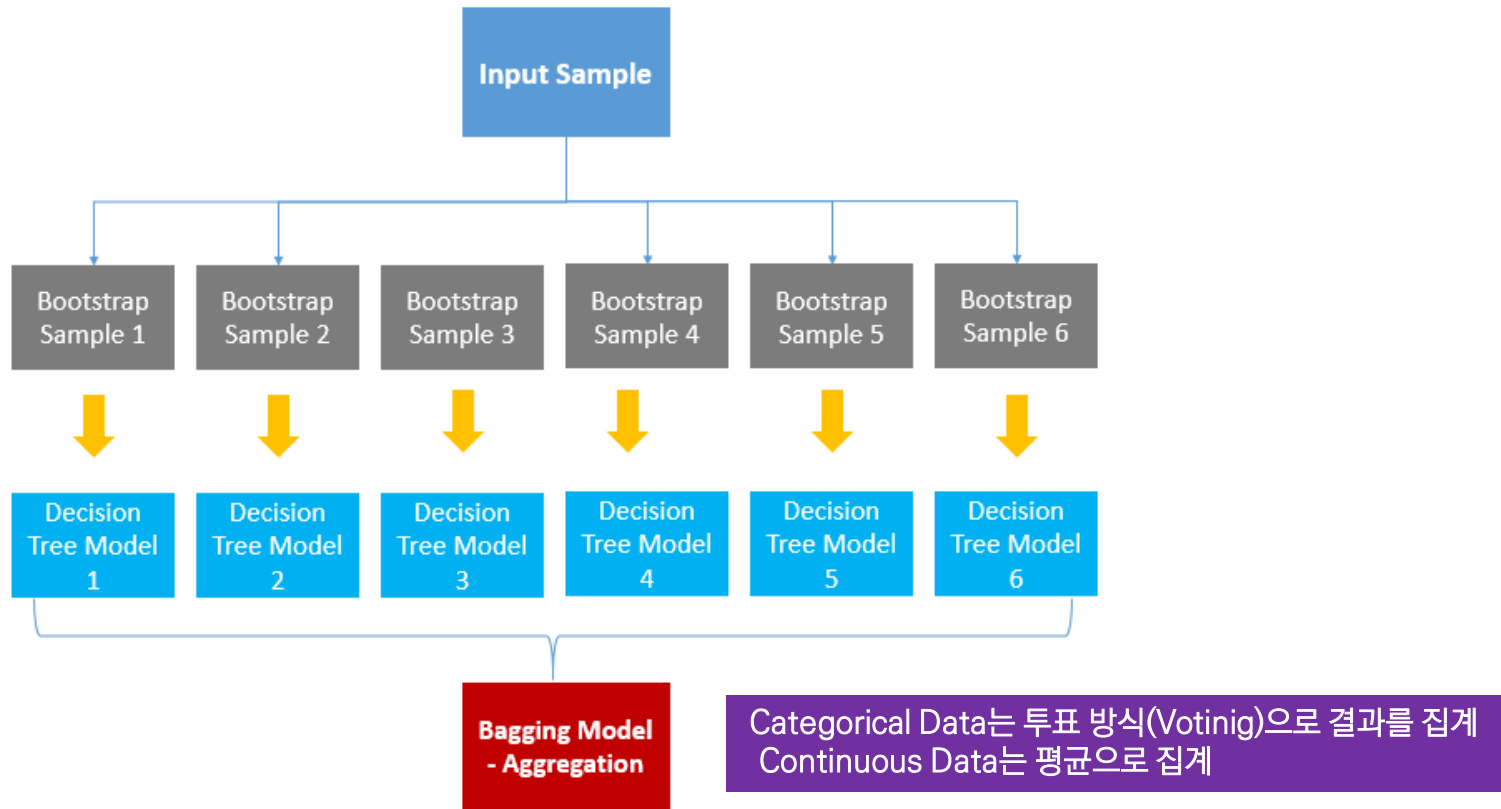 Input Sample
Bootstrap
Sample 1
Bootstrap
Sample 2
Bootstrap
Sample 3
Bootstrap
Sample 4
Bootstrap
Sample 5
Bootstrap
Sample 6
Decision
Tree Model
1
Decision
Tree Model
2
Decision
Tree Model
3
Decision
Tree Model
4
Decision
Tree Model
5
Decision
Tree Model
6
Bagging Model
- Aggregation
Categorical Data는 투표 방식(Votinig)으로 결과를 집계
Continuous Data는 평균으로 집계